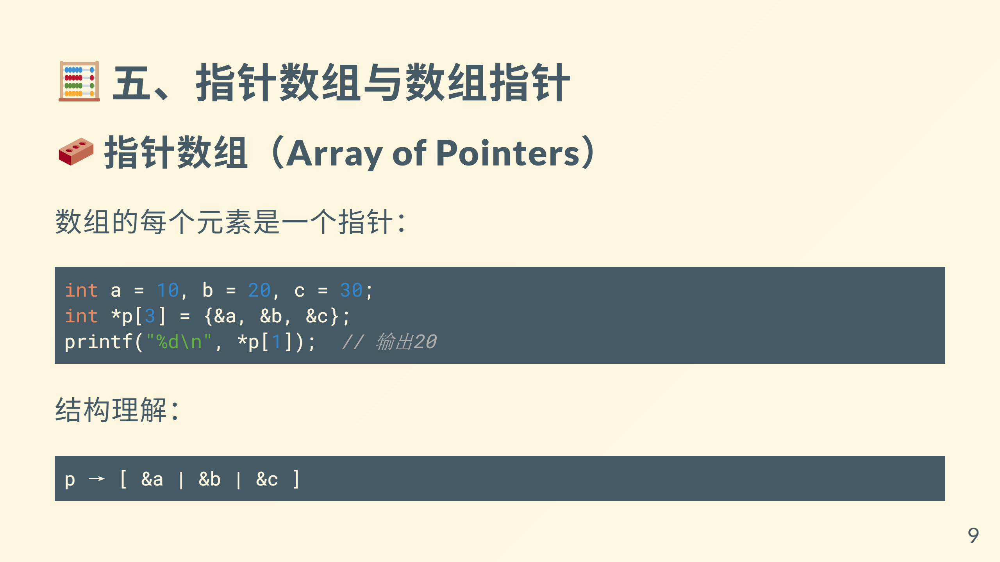 🧮 五、指针数组与数组指针
🧱 指针数组（Array of Pointers）
数组的每个元素是一个指针：
int a = 10, b = 20, c = 30;
int *p[3] = {&a, &b, &c};
printf("%d\n", *p[1]);  // 输出20
结构理解：
p → [ &a | &b | &c ]
9